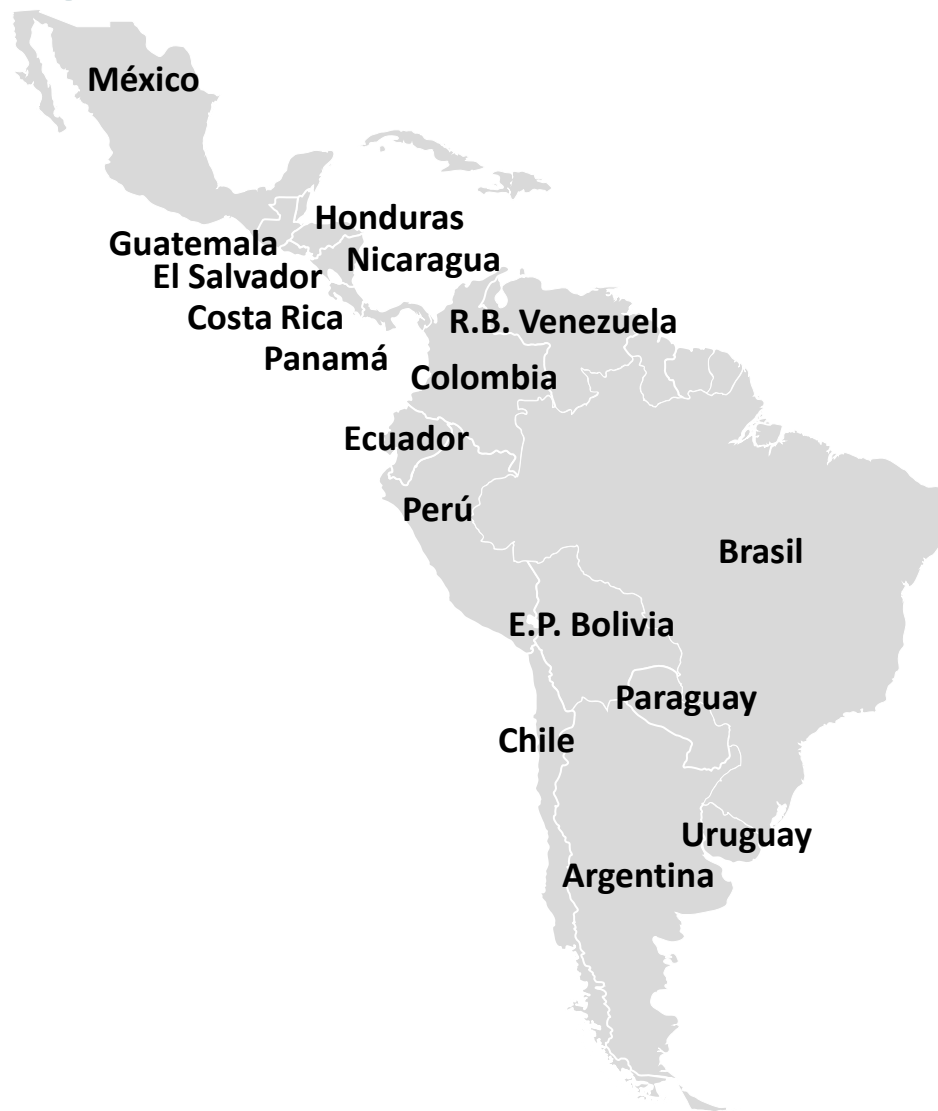 México
Honduras
Guatemala
Nicaragua
El Salvador
Costa Rica
R.B. Venezuela
Panamá
Colombia
Ecuador
Perú
Brasil
E.P. Bolivia
Paraguay
Chile
Uruguay
Argentina